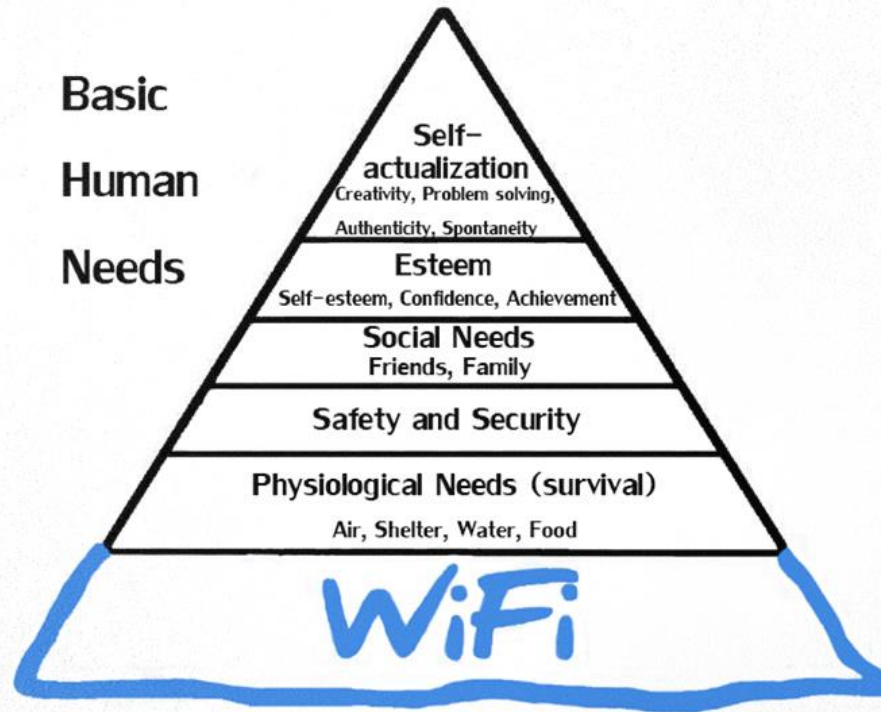 Basic
Human
Needs
Self-
actualization
Creativity, Problem solving,
Authenticity, Spontaneity
Esteem
Self-esteem, Confidence, Achievement
Social Needs
Friends, Family
Safety and Security
Physiological Needs (survival)
Air, Shelter, Water, Food
WiFi